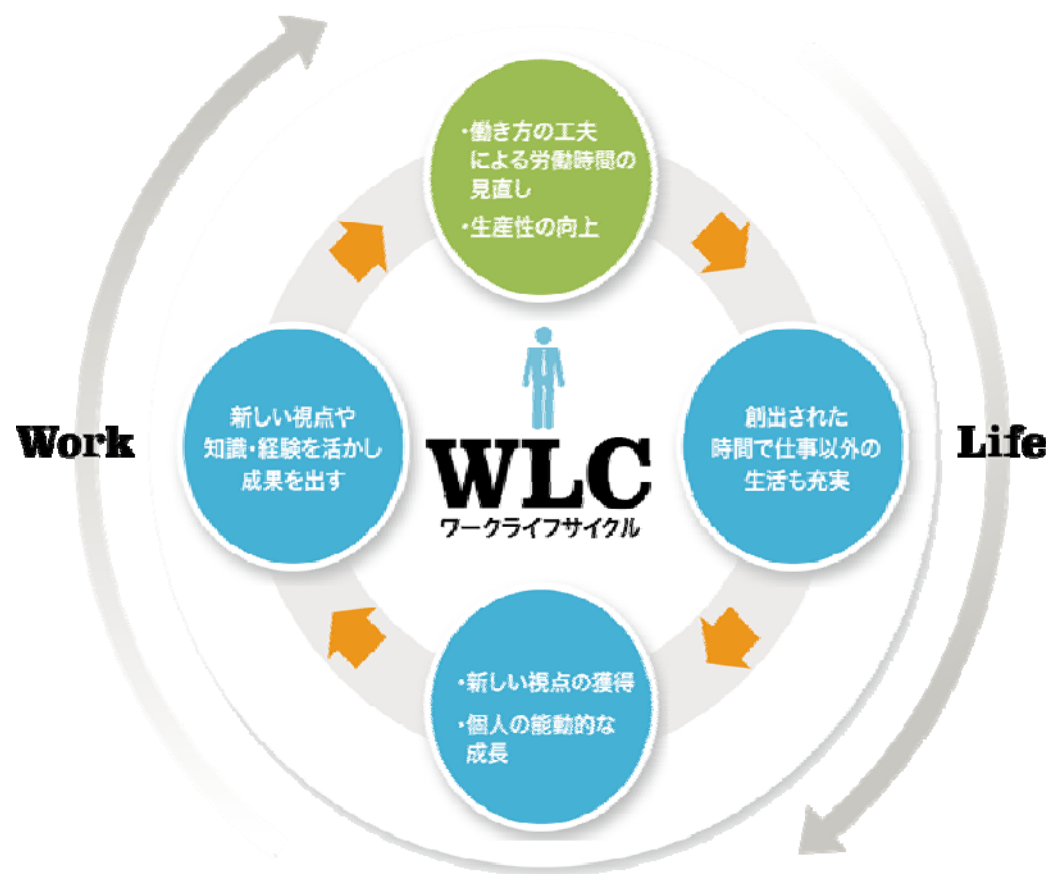 ・働き方の工夫
による労働時間の
見直し
・生産性の向上
新しい視点や
知識・経験を活かし
成果を出す
創出された
時間で仕事以外の
生活も充実
Work
WLC
ワークライフサイクル
Life
・新しい視点の獲得
・個人の能動的な
成長